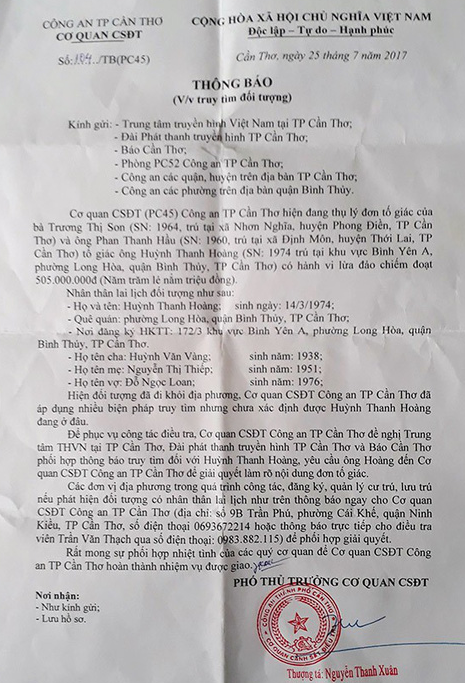 CÔNG AN TP CẦN THƠ
CƠ QUAN CSĐT
CỘNG HÒA XÃ HỘI CHỦ NGHĨA VIỆT NAM
Độc lập – Tự do – Hạnh phúc
Số: /TB(PC45)
Cần Thơ, ngày 25 tháng 7 năm 2017
THÔNG BÁO
(V/v truy tìm đối tượng)
Kính gửi: - Trung tâm truyền hình Việt Nam tại TP Cần Thơ;
- Đài Phát thanh truyền hình TP Cần Thơ;
- Báo Cần Thơ;
- Phòng PC52 Công an TP Cần Thơ;
- Công an các quận, huyện trên địa bàn TP Cần Thơ;
- Công an các phường trên địa bàn quận Bình Thủy.
Cơ quan CSĐT (PC45) Công an TP Cần Thơ hiện đang thụ lý đơn tố giác của
bà Trương Thị Son (SN: 1964, trú tại xã Nhơn Nghĩa, huyện Phong Điền, TP Cần
Thơ) và ông Phan Thanh Hầu (SN: 1960, trú tại xã Định Môn, huyện Thới Lai, TP
Cần Thơ) tố giác ông Huỳnh Thanh Hoàng (SN: 1974 trú tại khu vực Bình Yên A,
phường Long Hòa, quận Bình Thủy, TP Cần Thơ) có hành vi lừa đảo chiếm đoạt
505.000.000đ (Năm trăm lẻ năm triệu đồng).
Nhân thân lai lịch đối tượng như sau:
- Họ và tên: Huỳnh Thanh Hoàng; sinh ngày: 14/3/1974;
- Quê quán: phường Long Hòa, quận Bình Thủy, TP Cần Thơ;
- Nơi đăng ký HKTT: 172/3 khu vực Bình Yên A, phường Long Hòa, quận
Bình Thủy, TP Cần Thơ.
- Họ tên cha: Huỳnh Văn Vàng; sinh năm: 1938;
- Họ tên mẹ: Nguyễn Thị Thiếp; sinh năm: 1951;
- Họ tên vợ: Đỗ Ngọc Loan; sinh năm: 1976;
Hiện đối tượng đã đi khỏi địa phương, Cơ quan CSĐT Công an TP Cần Thơ đã
áp dụng nhiều biện pháp truy tìm nhưng chưa xác định được Huỳnh Thanh Hoàng
đang ở đâu.
Để phục vụ công tác điều tra, Cơ quan CSĐT Công an TP Cần Thơ đề nghị Trung
tâm THVN tại TP Cần Thơ, Đài phát thanh truyền hình TP Cần Thơ và Báo Cần Thơ
phối hợp thông báo truy tìm đối với Huỳnh Thanh Hoàng, yêu cầu ông Hoàng đến Cơ
quan CSĐT Công an TP Cần Thơ để giải quyết làm rõ nội dung đơn tố giác.
Các đơn vị địa phương trong quá trình công tác, đăng ký, quản lý cư trú, lưu trú
nếu phát hiện đối tượng có nhân thân lai lịch như trên thông báo ngay cho Cơ quan
CSĐT Công an TP Cần Thơ (địa chỉ: số 9B Trần Phú, phường Cái Khế, quận Ninh
Kiều, TP Cần Thơ, số điện thoại 0693672214 hoặc thông báo trực tiếp cho điều tra
viên Trần Văn Thạch qua số điện thoại: 0983.882.115) để phối hợp giải quyết.
Rất mong sự phối hợp nhiệt tình của các quý cơ quan để Cơ quan CSĐT Công
an TP Cần Thơ hoàn thành nhiệm vụ được giao.
PHÓ THỦ TRƯỞNG CƠ QUAN CSĐT
Nơi nhận:
- Như kính gửi;
- Lưu hồ sơ.
CÔNG AN THÀNH PHỐ CẦN THƠ
CƠ QUAN CẢNH SÁT ĐIỀU TRA
Thượng tá: Nguyễn Thanh Xuân